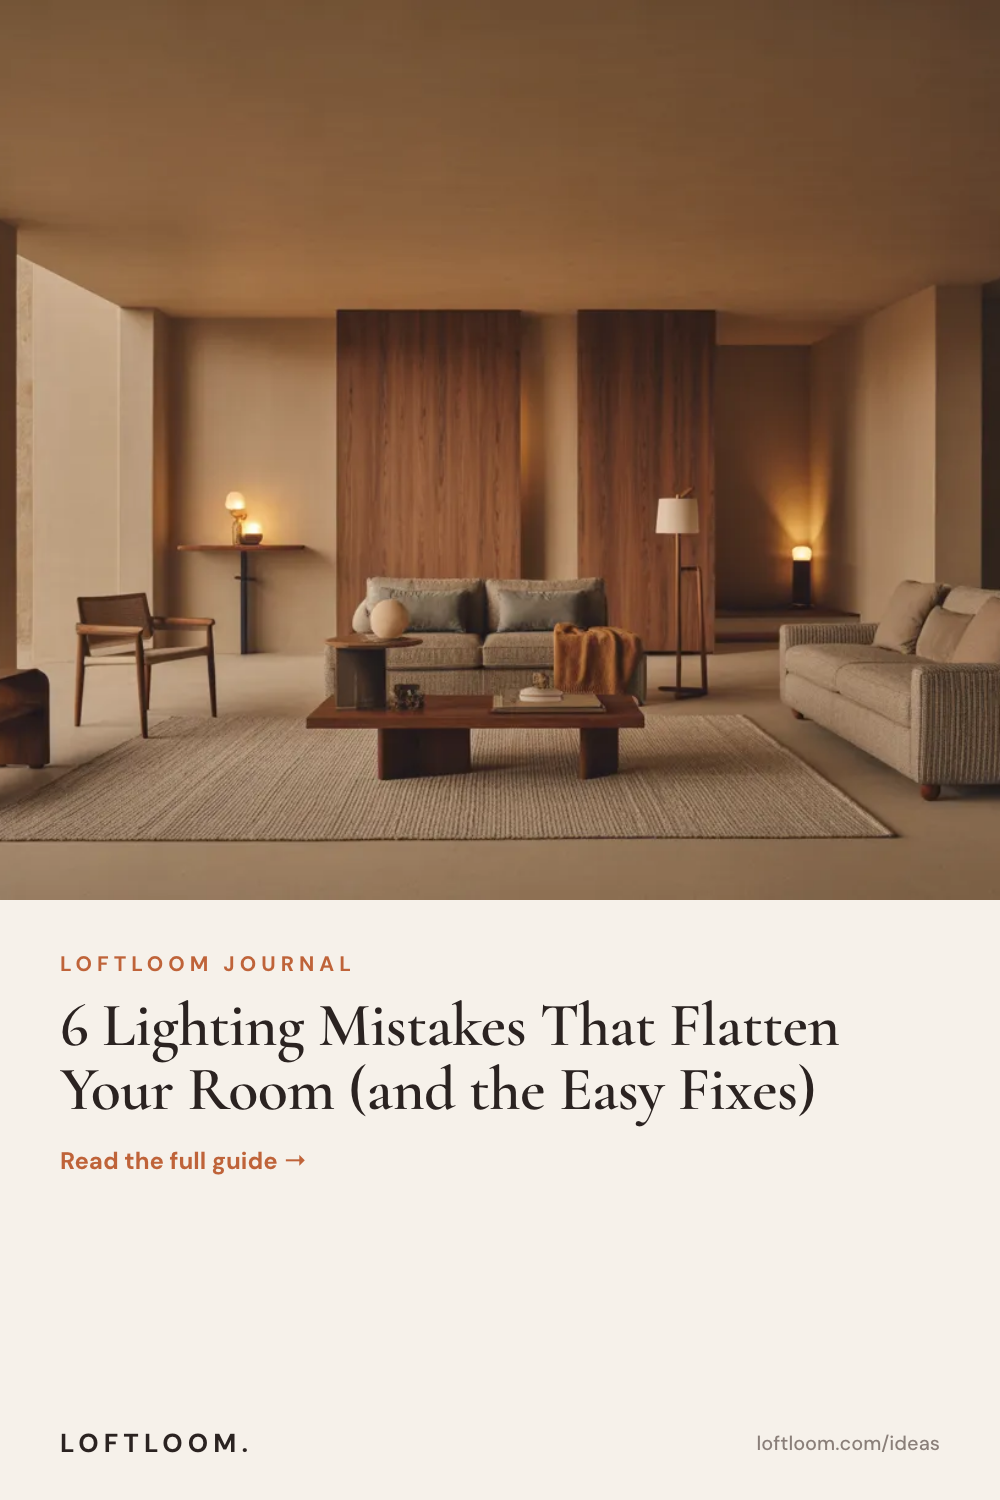 LOFTLOOM JOURNAL
6 Lighting Mistakes That Flatten
Your Room (and the Easy Fixes)
Read the full guide →
LOFTLOOM.
loftloom.com/ideas